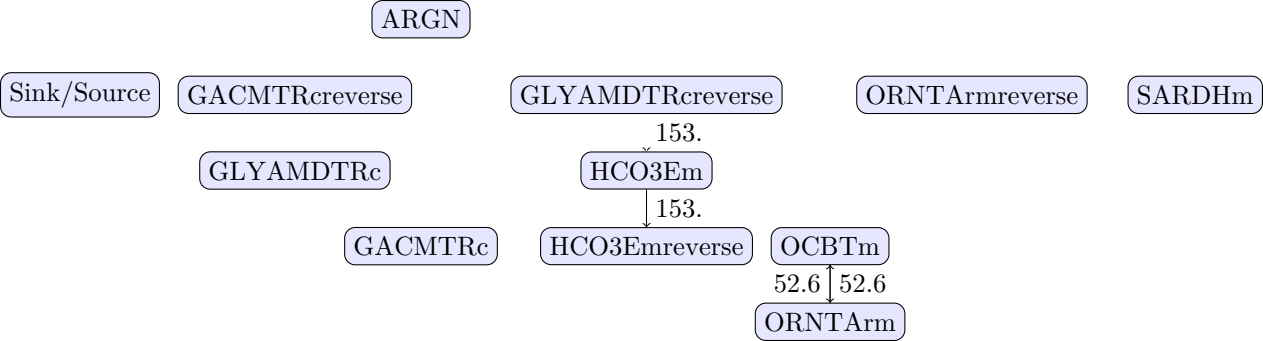 ARGN
Sink/Source GACMTRcreverse GLYAMDTRcreverse ORNTArmreverse SARDHm
153.
GLYAMDTRc HCO3Em
153.
GACMTRc HCO3Emreverse OCBTm
52.6 52.6
ORNTArm